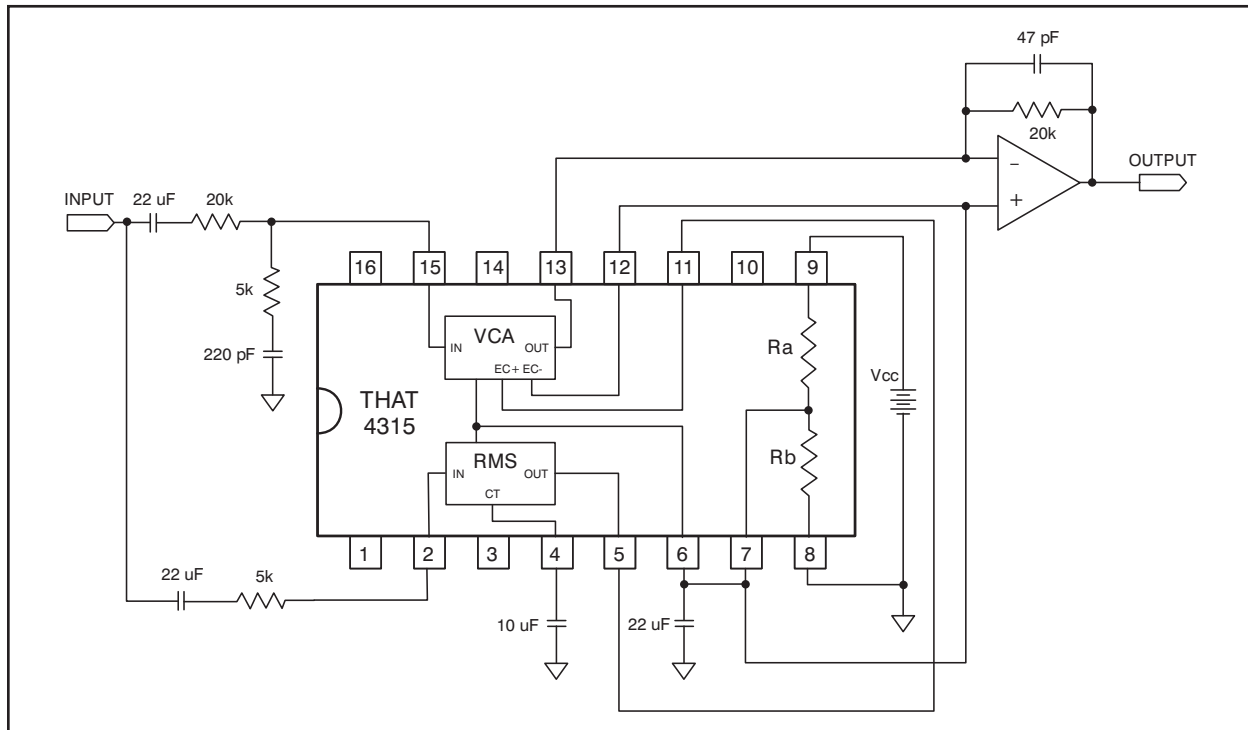 47 pF
20k
OUTPUT
−
+
INPUT
22 uF
20k
5k
220 pF
16
15
14
13
12
11
10
9
VCA
IN
OUT
EC+ EC-
Ra
Vcc
THAT
4315
RMS
IN
OUT
CT
Rb
1
2
3
4
5
6
7
8
22 uF
5k
10 uF
22 uF